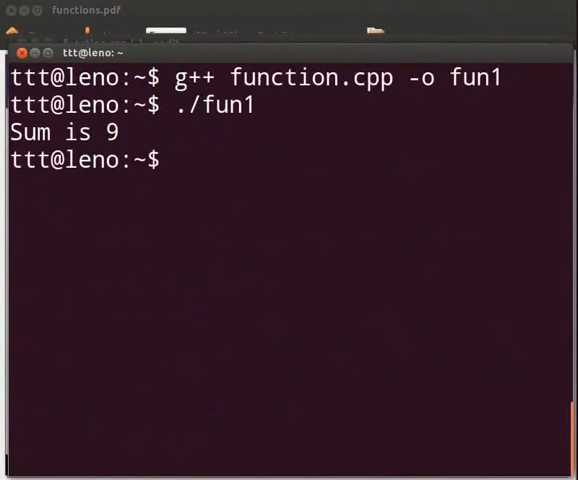 functions.pdf
ttt@leno: ~
ttt@leno:~$ g++ function.cpp -o fun1
ttt@leno:~$ ./fun1
Sum is 9
ttt@leno:~$